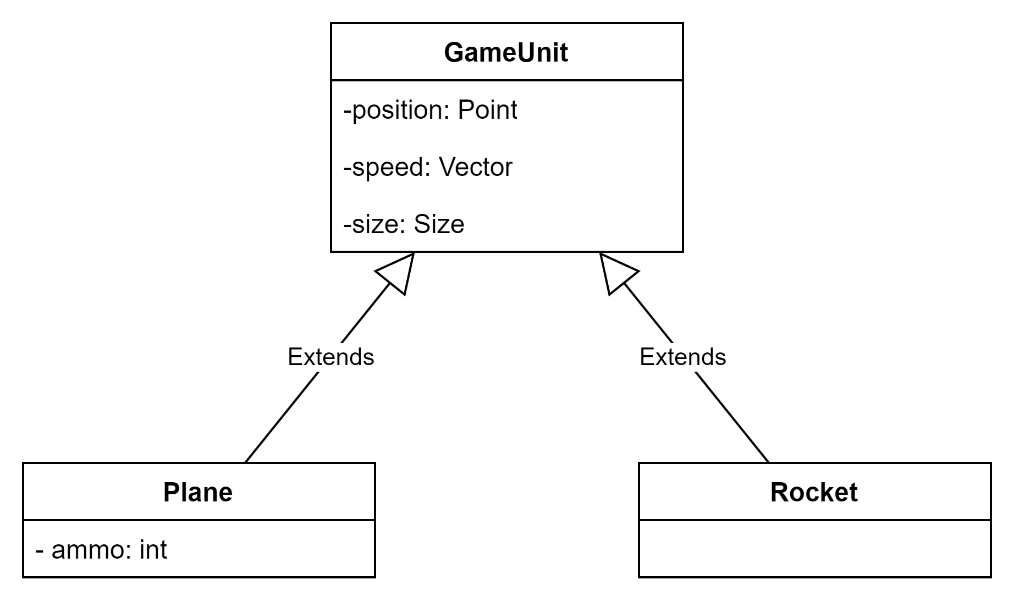 GameUnit
-position: Point
-speed: Vector
-size: Size
Extends
Extends
Plane
- ammo: int
Rocket